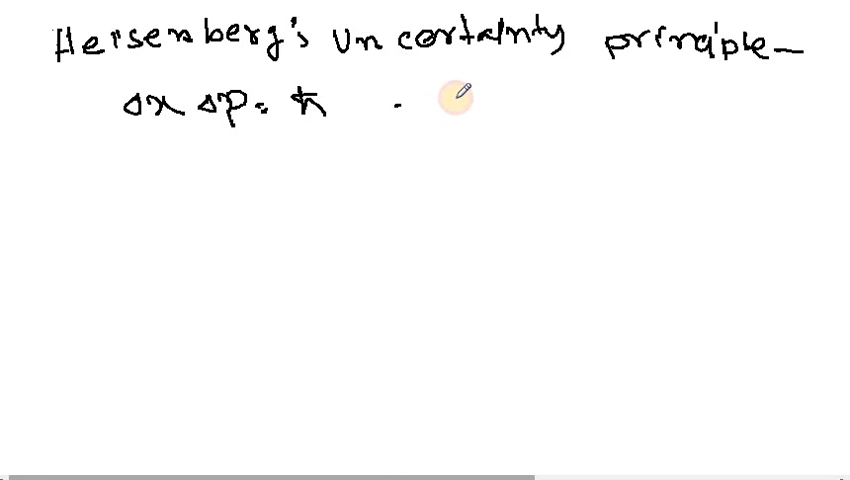 Heisenberg's Uncertainty principle –
Δx Δp = ħ .